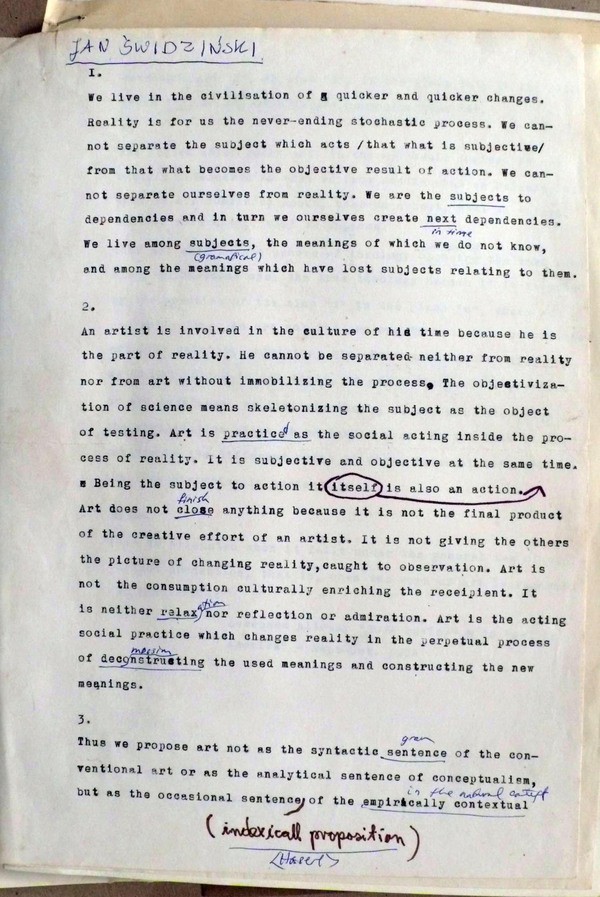 JAN ŚWIDZIŃSKI
1.
We live in the civilisation of quicker and quicker changes.
Reality is for us the never-ending stochastic process. We can-
not separate the subject which acts /that what is subjective/
from that what becomes the objective result of action. We can-
not separate ourselves from reality. We are the subjects to
dependencies and in turn we ourselves create next dependencies.
in time
We live among subjects, the meanings of which we do not know,
(gramatical)
and among the meanings which have lost subjects relating to them.
2.
An artist is involved in the culture of his time because he is
the part of reality. He cannot be separated neither from reality
nor from art without immobilizing the process. The objectiviza-
tion of science means skeletonizing the subject as the object
of testing. Art is practiced as the social acting inside the pro-
cess of reality. It is subjective and objective at the same time.
Being the subject to action it itself is also an action.
finish
Art does not close anything because it is not the final product
of the creative effort of an artist. It is not giving the others
the picture of changing reality, caught to observation. Art is
not the consumption culturally enriching the receipient. It
ation
is neither relax nor reflection or admiration. Art is the acting
social practice which changes reality in the perpetual process
of deconstructing the used meanings and constructing the new
meanings.
3.
gram
Thus we propose art not as the syntactic sentence of the con-
ventional art or as the analytical sentence of conceptualism,
in the natural context
but as the occasional sentence, of the empirically contextual
(indexicall proposition)